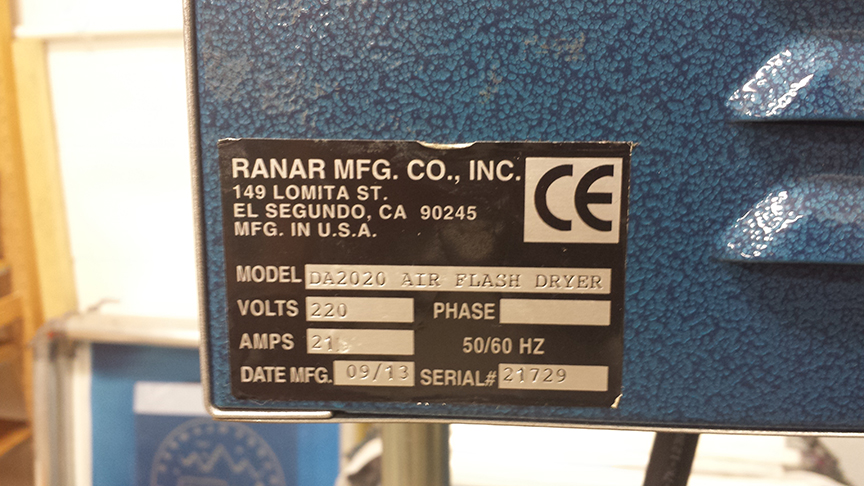 RANAR MFG. CO., INC.
149 LOMITA ST.
EL SEGUNDO, CA 90245
MFG. IN U.S.A.
CE
MODEL DA2020 AIR FLASH DRYER
VOLTS 220 PHASE
AMPS 21 50/60 HZ
DATE MFG. 09/13 SERIAL# 21729